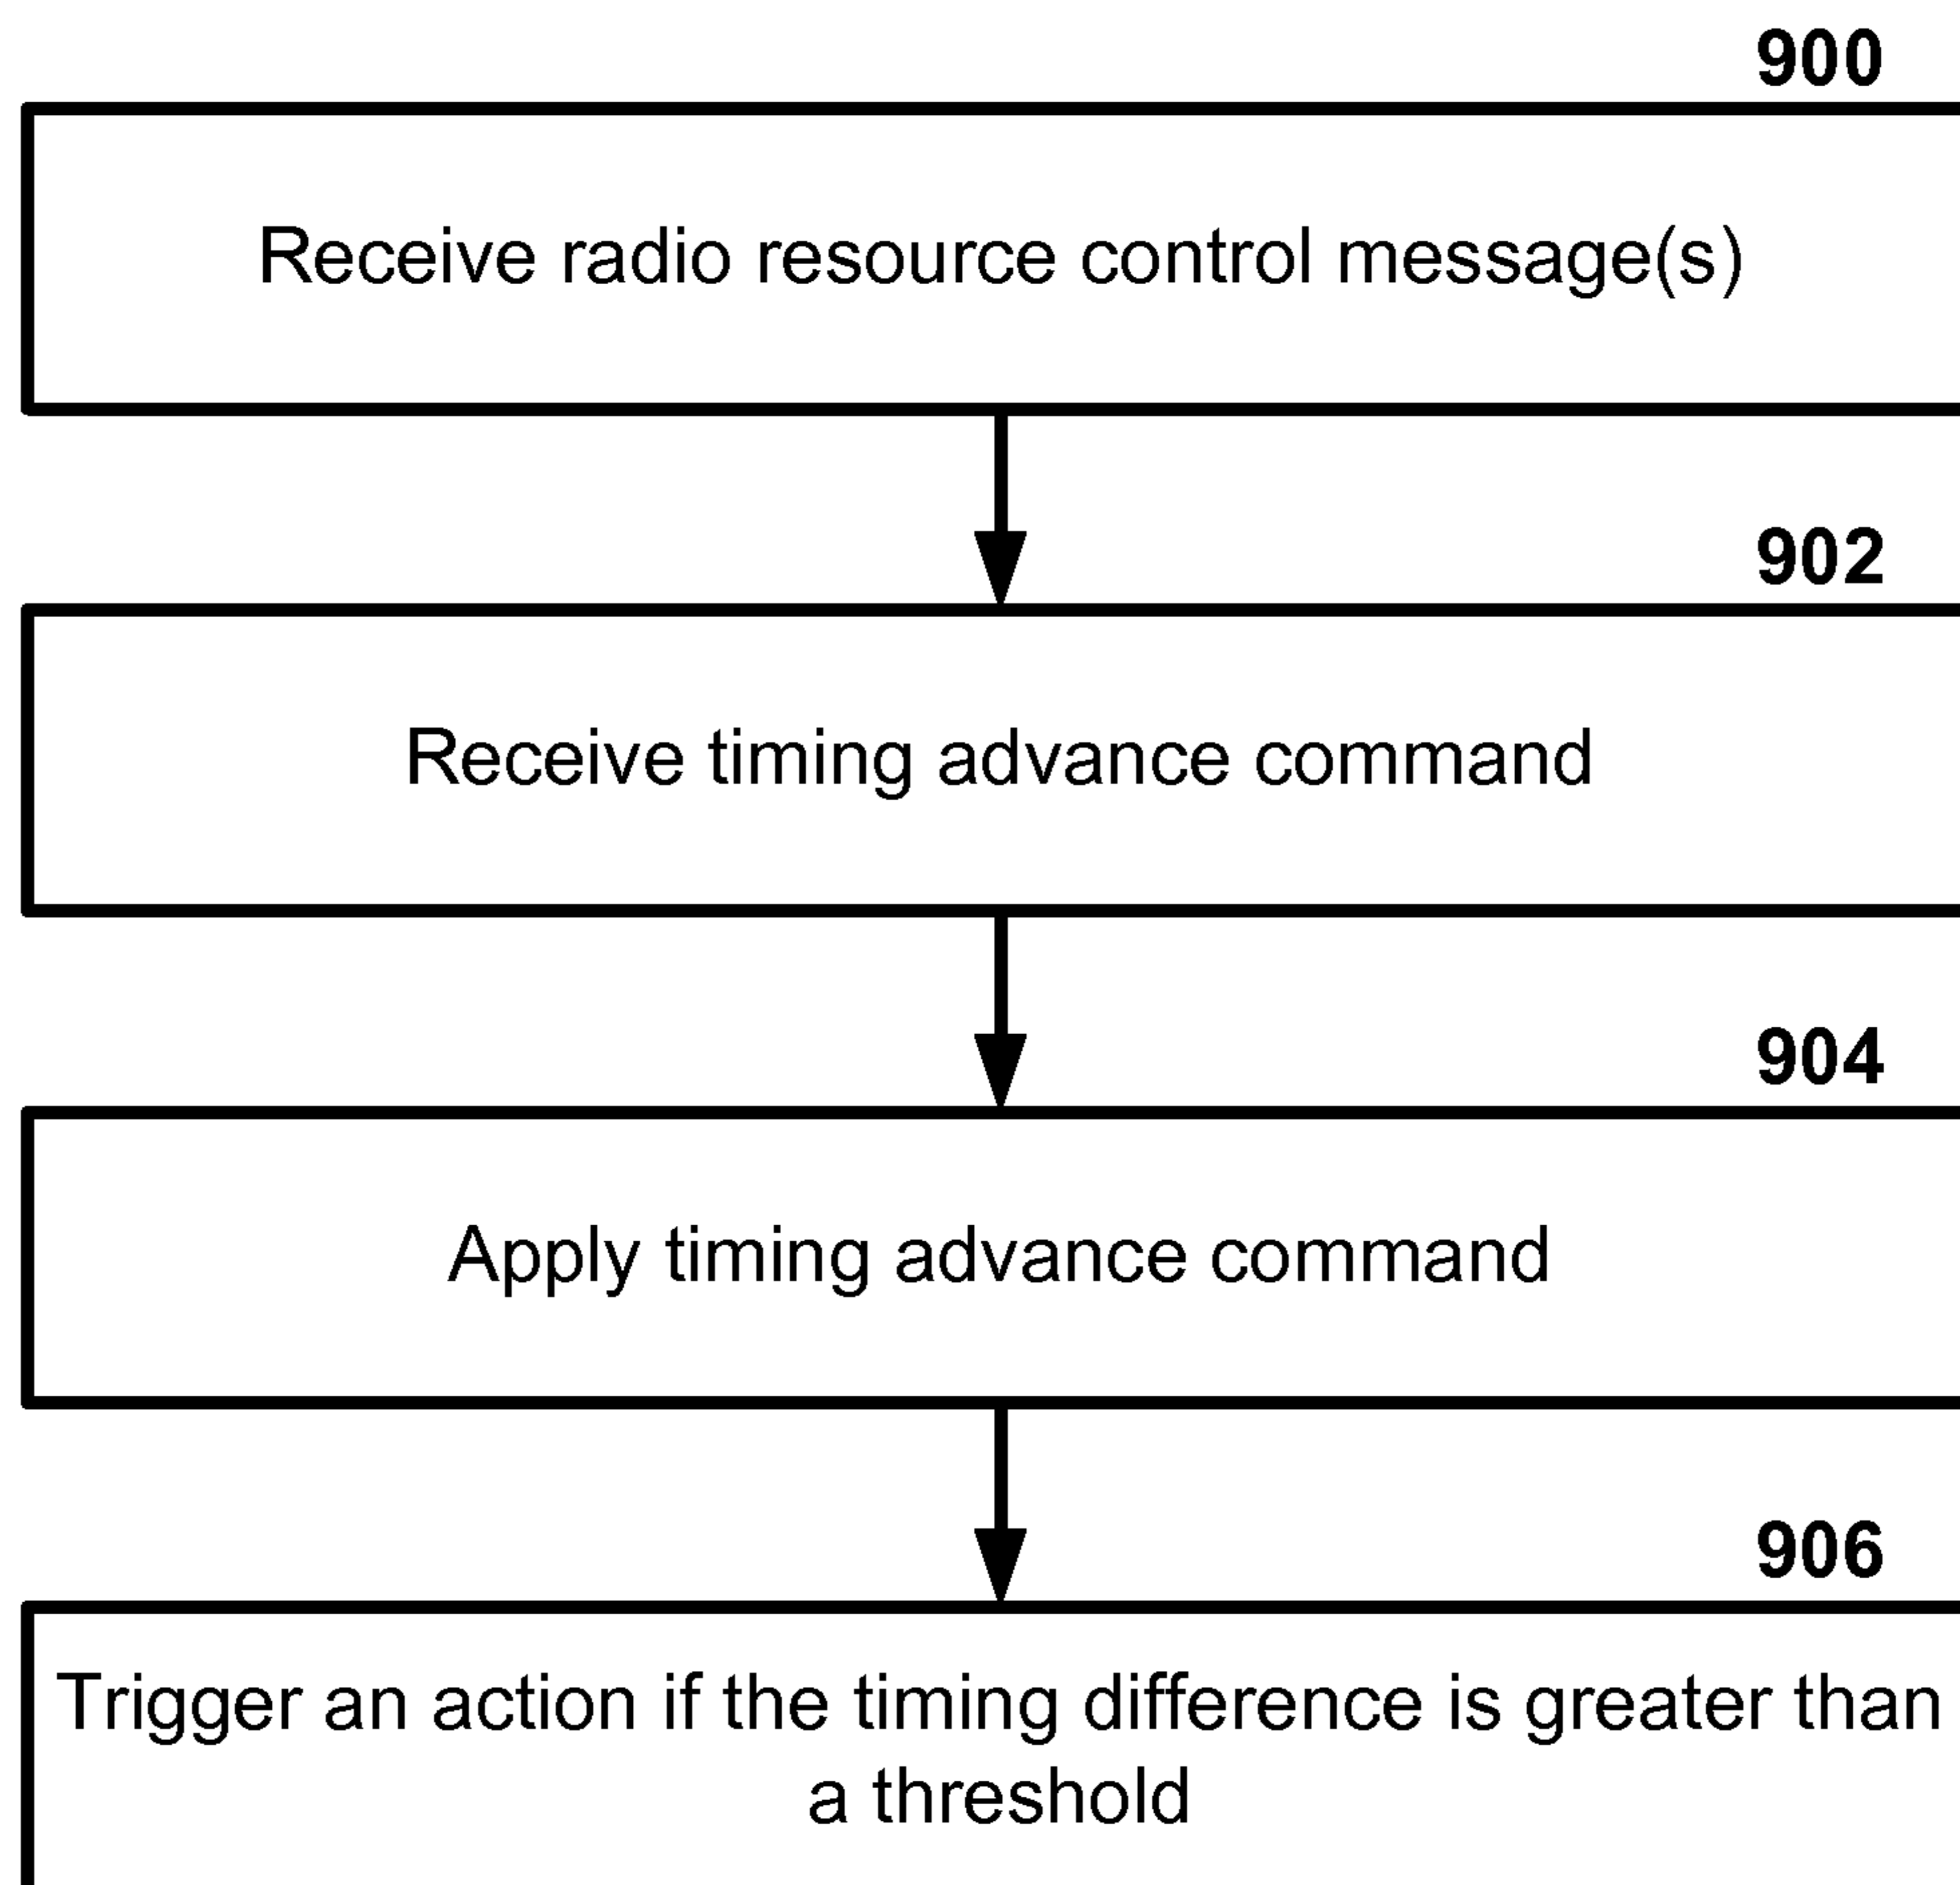 900
Receive radio resource control message(s)
902
Receive timing advance command
904
Apply timing advance command
906
Trigger an action if the timing difference is greater than
a threshold